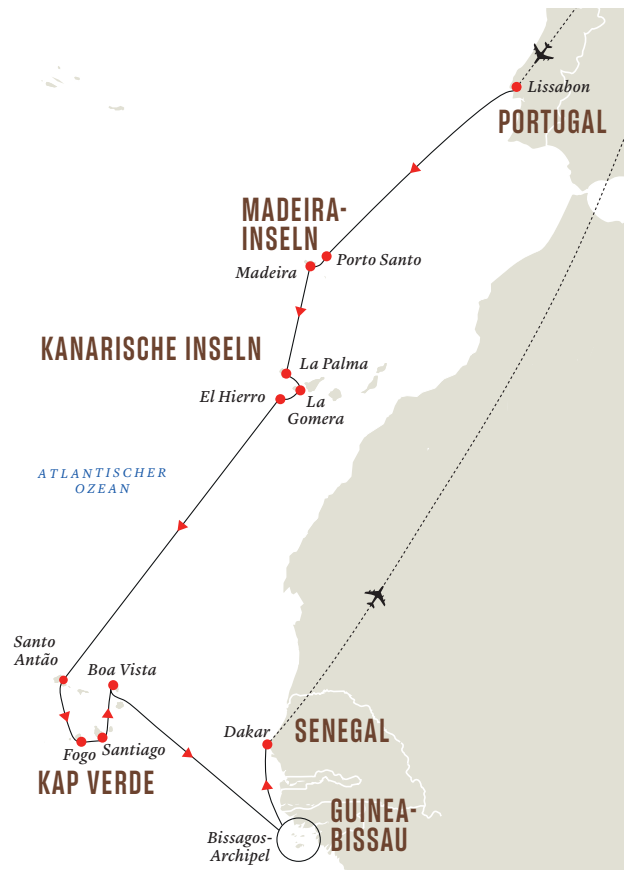 Lissabon
PORTUGAL
MADEIRA-
INSELN
Porto Santo
Madeira
KANARISCHE INSELN
La Palma
El Hierro
La
Gomera
ATLANTISCHER
OZEAN
Santo
Antão
Boa Vista
Fogo
Santiago
KAP VERDE
Dakar
SENEGAL
GUINEA-
BISSAU
Bissagos-
Archipel